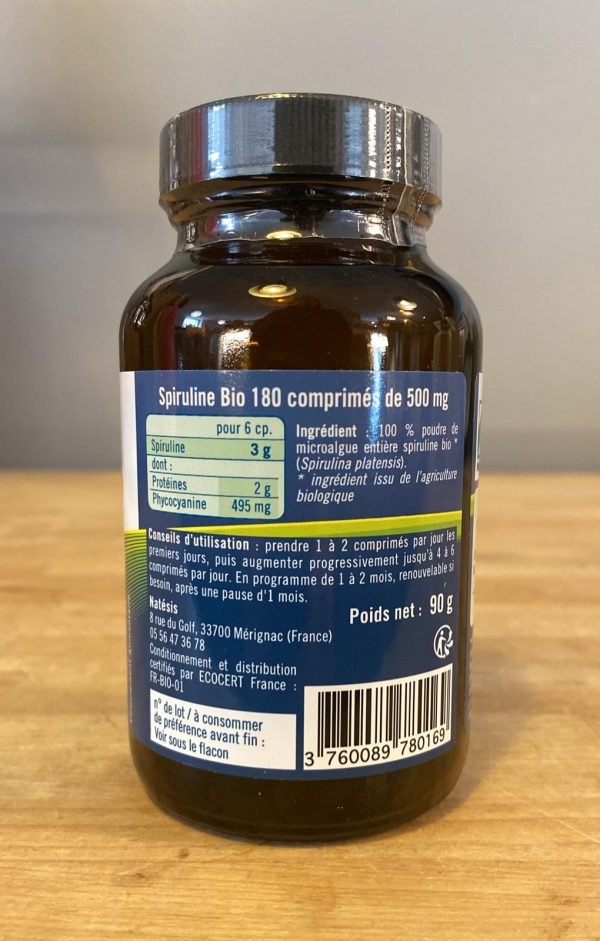 Spiruline Bio 180 comprimés de 500 mg
pour 6 cp.
Spiruline 3 g
dont :
Protéines 2 g
Phycocyanine 495 mg
Ingrédient : 100 % poudre de
microalgue entière spiruline bio *
(Spirulina platensis).
* ingrédient issu de l'agriculture
biologique
Conseils d'utilisation : prendre 1 à 2 comprimés par jour les
premiers jours, puis augmenter progressivement jusqu'à 4 à 6
comprimés par jour. En programme de 1 à 2 mois, renouvelable si
besoin, après une pause d'1 mois.
Natésis
8 rue du Golf, 33700 Mérignac (France)
05 56 47 36 78
Conditionnement et distribution
certifiés par ECOCERT France :
FR-BIO-01
Poids net : 90 g
n° de lot / à consommer
de préférence avant fin :
Voir sous le flacon
3 760089 780169